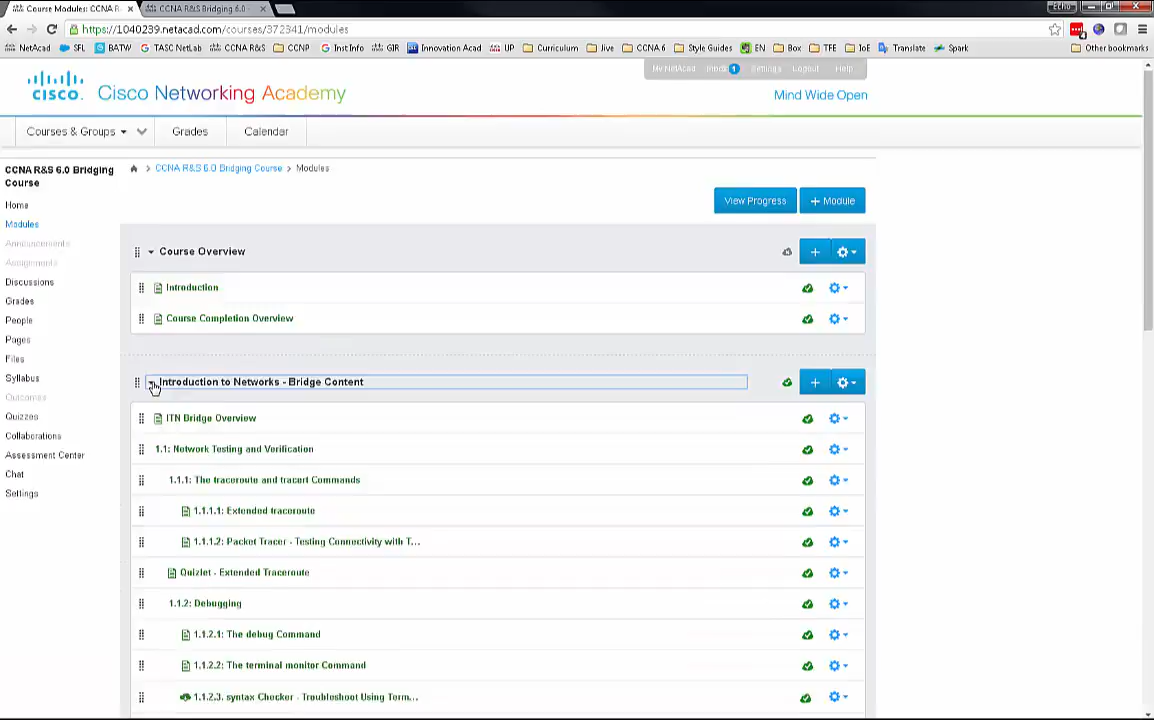 Course Modules: CCNA R
CCNA R&S Bridging 6.0 -
Echo
https://1040239.netacad.com/courses/372341/modules
NetAcad SFL BATW TASC NetLab CCNA R&S CCNP InstInfo GIR Innovation Acad UP Curriculum Jive CCNA 6 Style Guides EN Box TFE IoE Translate Spark Other bookmarks
My NetAcad Inbox 1 Settings Logout Help
CISCO. Cisco Networking Academy
Mind Wide Open
Courses & Groups Grades Calendar
CCNA R&S 6.0 Bridging
Course
CCNA R&S 6.0 Bridging Course > Modules
View Progress
+ Module
Home
Modules
Announcements
Assignments
Discussions
Grades
People
Pages
Files
Syllabus
Outcomes
Quizzes
Collaborations
Assessment Center
Chat
Settings
Course Overview
Introduction
Course Completion Overview
Introduction to Networks - Bridge Content
ITN Bridge Overview
1.1: Network Testing and Verification
1.1.1: The traceroute and tracert Commands
1.1.1.1: Extended traceroute
1.1.1.2: Packet Tracer - Testing Connectivity with T...
Quizlet - Extended Traceroute
1.1.2: Debugging
1.1.2.1: The debug Command
1.1.2.2: The terminal monitor Command
1.1.2.3. syntax Checker - Troubleshoot Using Term...